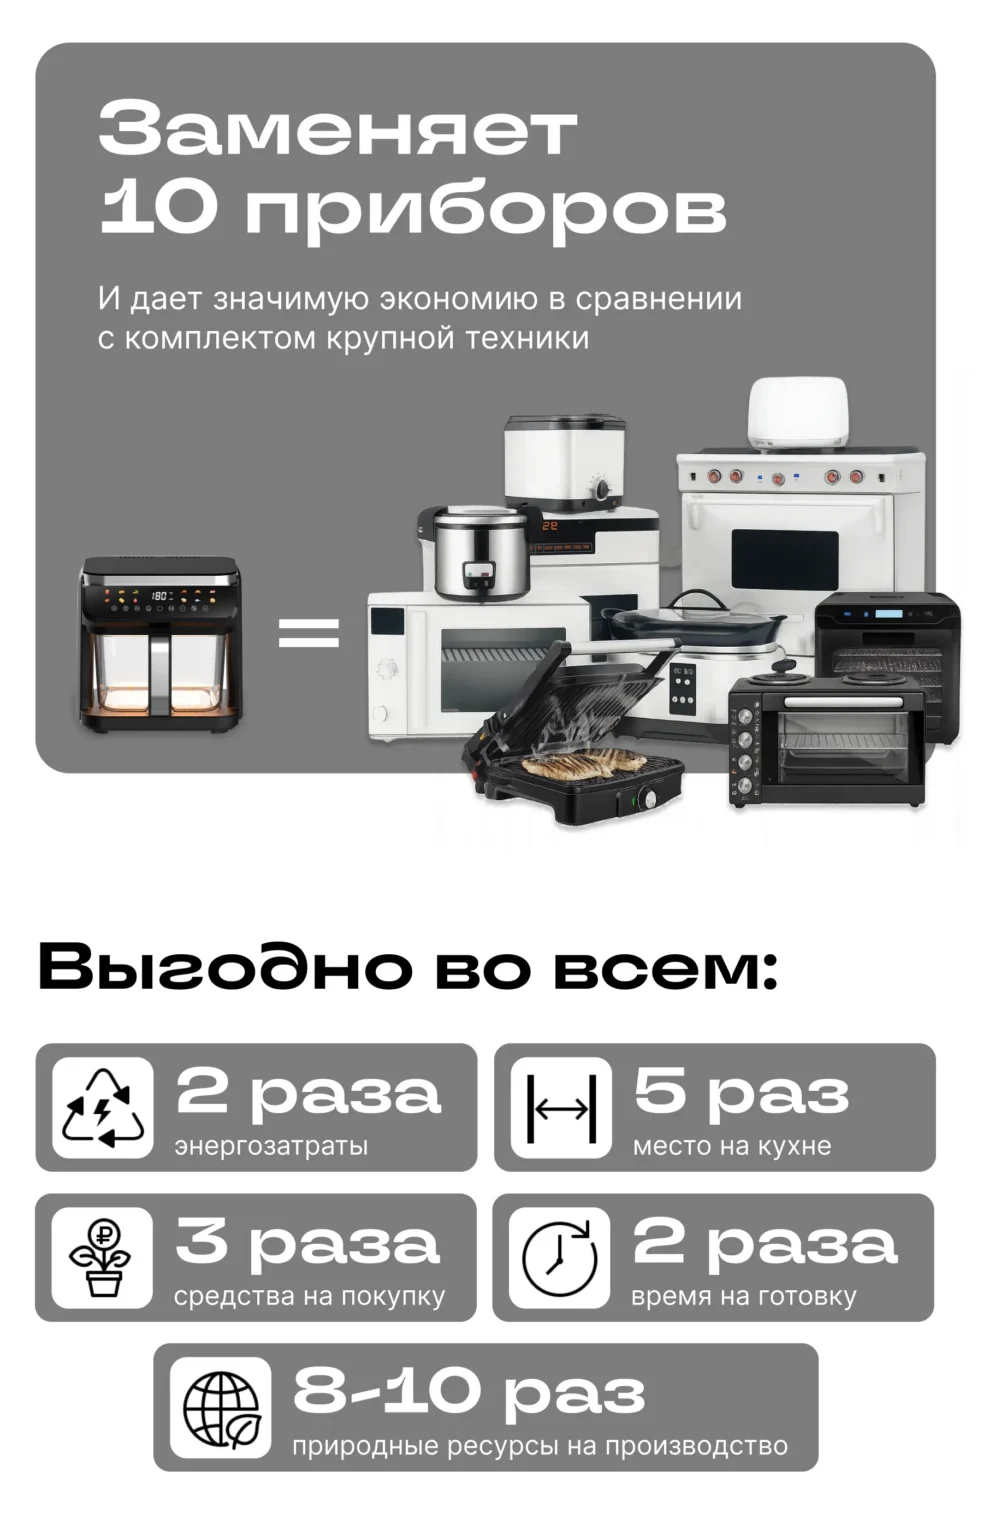 Заменяет
10 приборов
И дает значимую экономию в сравнении
с комплектом крупной техники
180
=
Выгодно во всем:
2 раза
энергозатраты
5 раз
место на кухне
3 раза
средства на покупку
2 раза
время на готовку
8-10 раз
природные ресурсы на производство